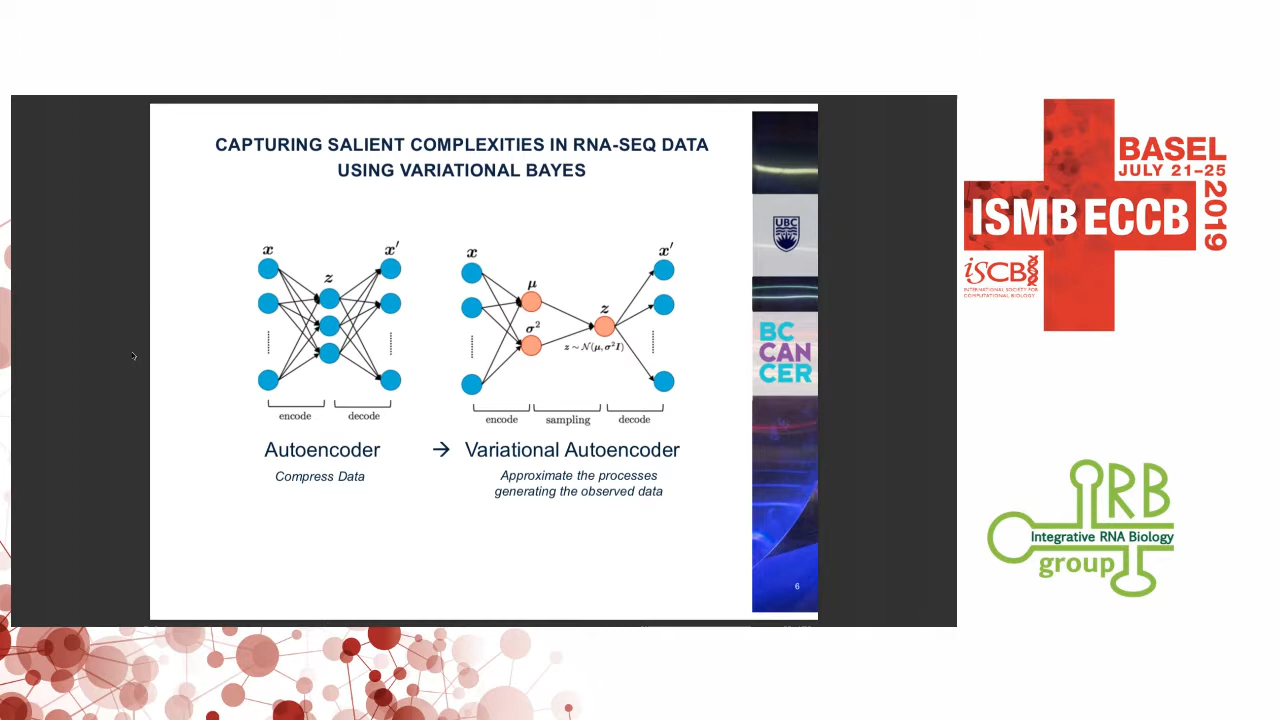 CAPTURING SALIENT COMPLEXITIES IN RNA-SEQ DATA
USING VARIATIONAL BAYES
x
z
x′
encode
decode
Autoencoder
Compress Data
→
x
μ
σ²
z
z ∼ N(μ, σ²I)
x′
encode
sampling
decode
Variational Autoencoder
Approximate the processes
generating the observed data
UBC
BC
CAN
CER
6
BASEL
JULY 21–25
2019
ISMB ECCB
iSCB
INTERNATIONAL SOCIETY FOR
COMPUTATIONAL BIOLOGY
IRB
Integrative RNA Biology
group